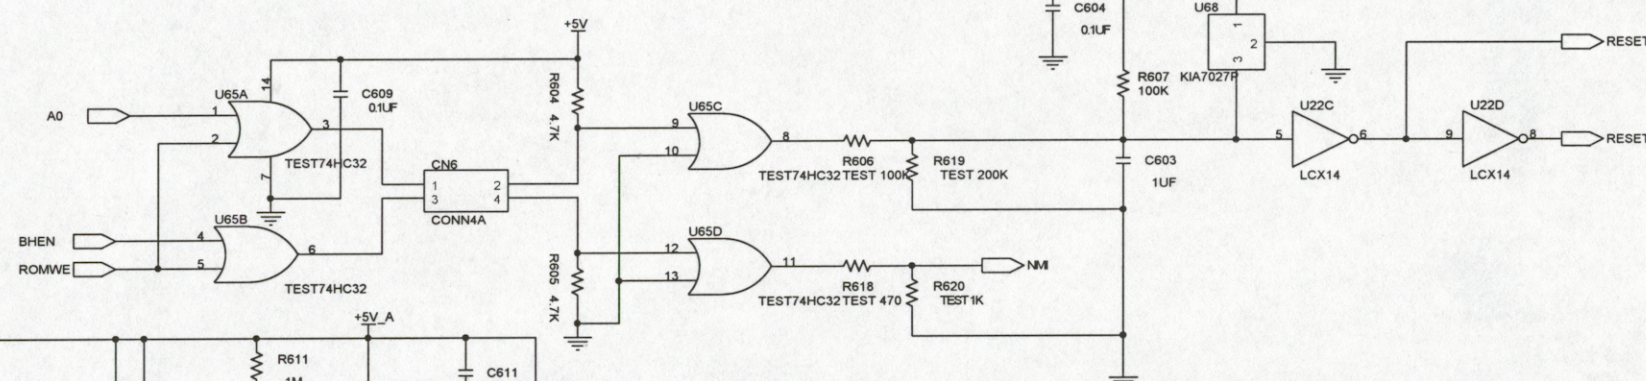 +5V
C604
0.1UF
U68
1
2
3
KIA7027P
RESET
R607
100K
14
U65A
A0
1
2
3
7
TEST74HC32
C609
0.1UF
R604 4.7K
U65C
9
10
8
TEST74HC32
R606
TEST 100K
R619
TEST 200K
C603
1UF
U22C
5
6
LCX14
U22D
9
8
LCX14
RESET
CN6
1
2
3
4
CONN4A
U65B
BHEN
4
ROMWE
5
6
TEST74HC32
R605 4.7K
U65D
12
13
11
TEST74HC32
R618
TEST 470
R620
TEST1K
NMI
+5V_A
R611
1M
C611